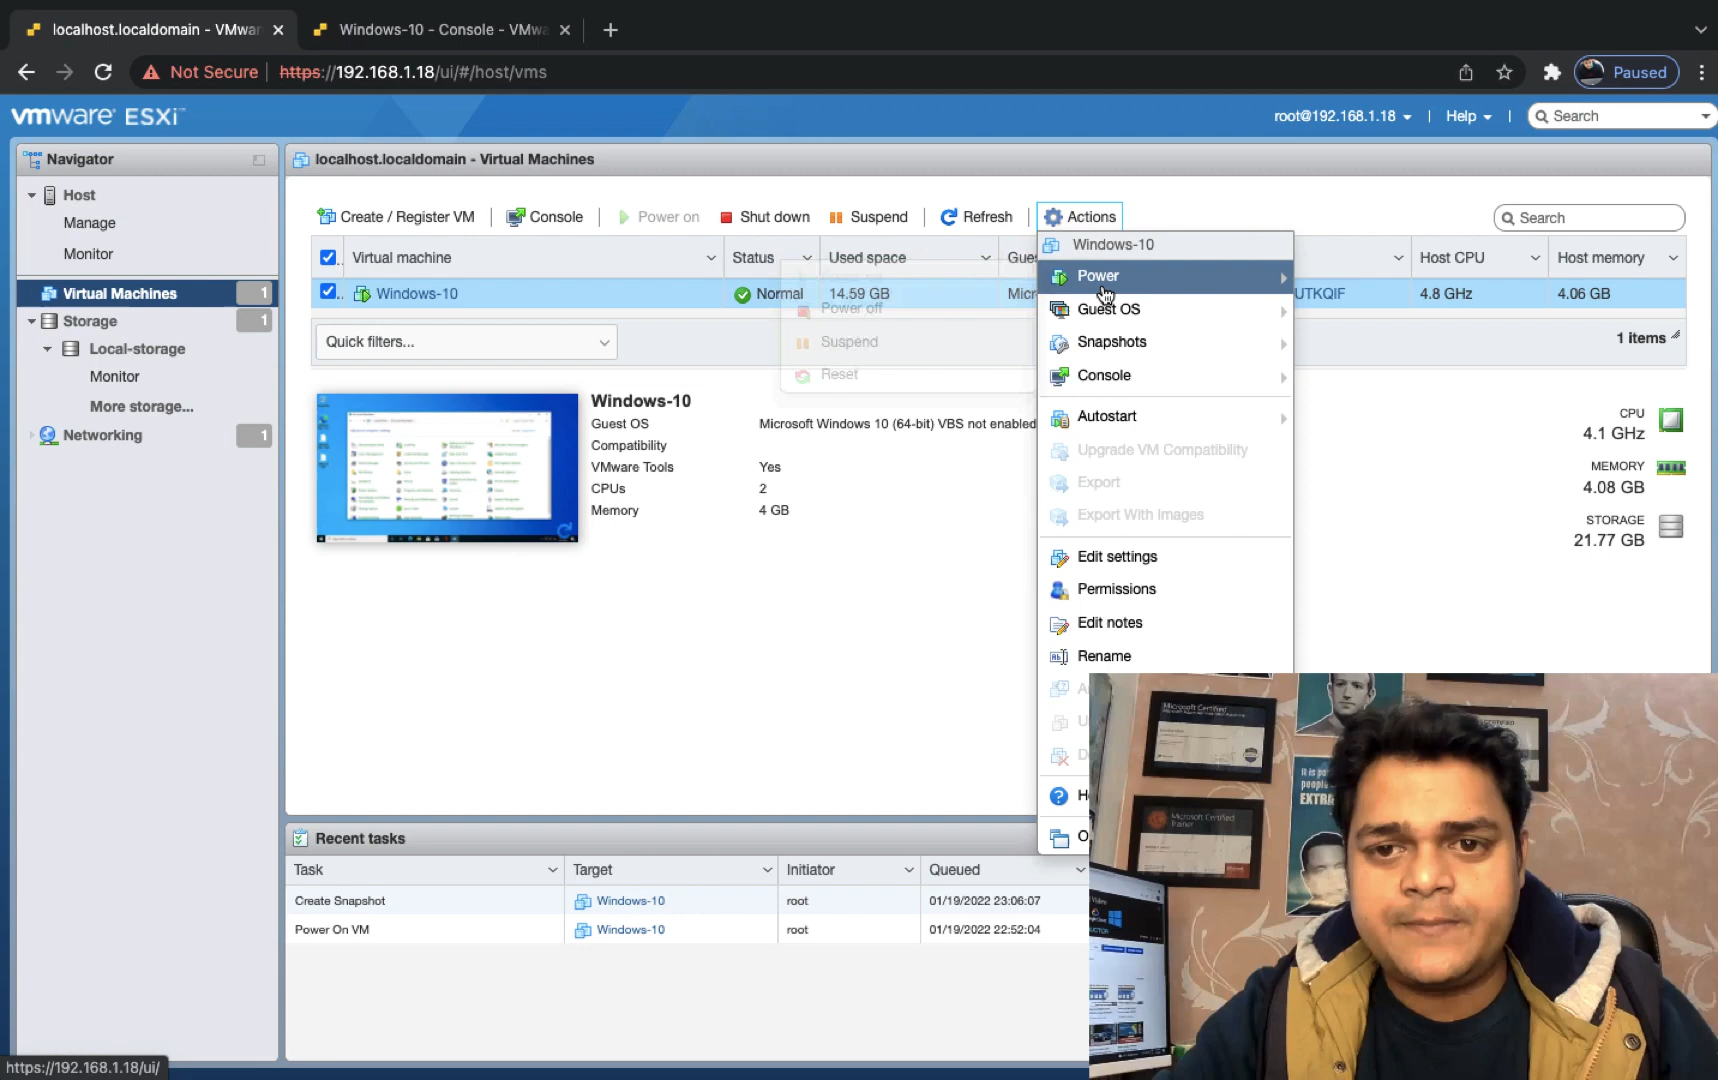 localhost.localdomain - VMwar
Windows-10 - Console - VMwa
Not Secure
https://192.168.1.18/ui/#/host/vms
Paused
vmware ESXi
root@192.168.1.18
Help
Search
Navigator
Host
Manage
Monitor
Virtual Machines 1
Storage 1
Local-storage
Monitor
More storage...
Networking 1
localhost.localdomain - Virtual Machines
Create / Register VM
Console
Power on
Shut down
Suspend
Refresh
Actions
Search
Virtual machine
Status
Used space
Gues
Host CPU
Host memory
Windows-10
Normal
14.59 GB
Micr
UTKQIF
4.8 GHz
4.06 GB
Quick filters...
1 items
Power off
Suspend
Reset
Windows-10
Power
Guest OS
Snapshots
Console
Autostart
Upgrade VM Compatibility
Export
Export With Images
Edit settings
Permissions
Edit notes
Rename
Windows-10
Guest OS
Microsoft Windows 10 (64-bit) VBS not enabled
Compatibility
VMware Tools
Yes
CPUs
2
Memory
4 GB
CPU
4.1 GHz
MEMORY
4.08 GB
STORAGE
21.77 GB
Recent tasks
Task
Target
Initiator
Queued
Create Snapshot
Windows-10
root
01/19/2022 23:06:07
Power On VM
Windows-10
root
01/19/2022 22:52:04
Microsoft Certified
Microsoft Certified
Trainer
people
EXTRA
https://192.168.1.18/ui/